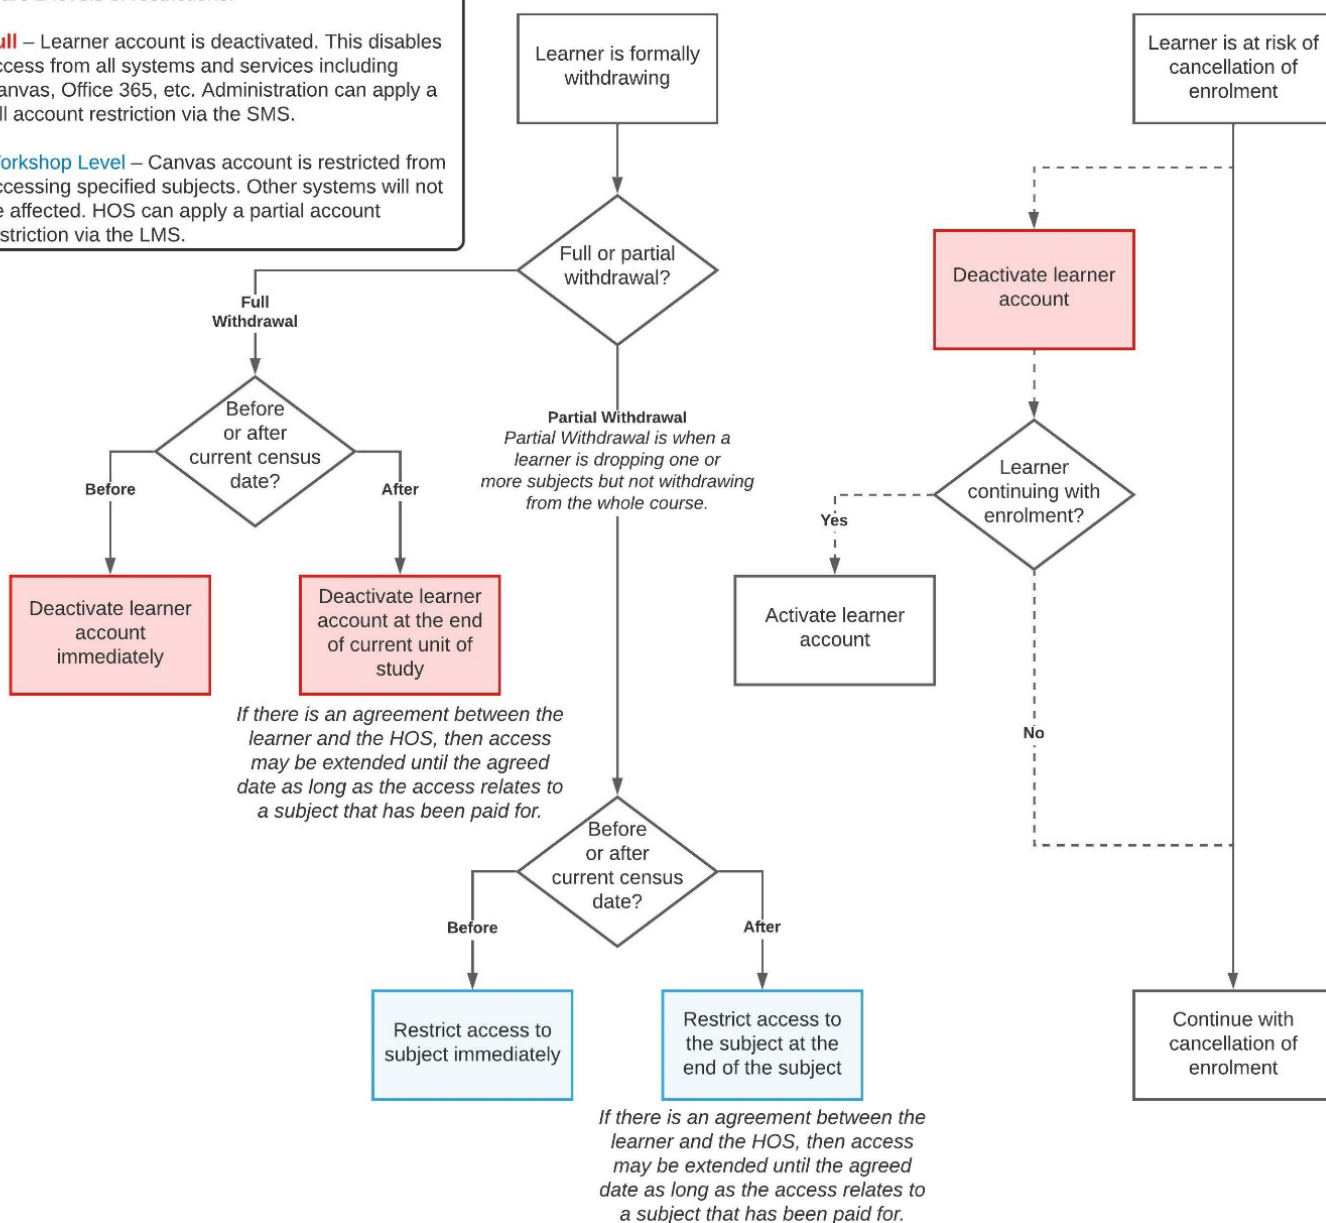 – Learner account is deactivated. This disables
from all systems and services including
Office 365, etc. Administration can apply a
account restriction via the SMS.
Level – Canvas account is restricted from
specified subjects. Other systems will not
affected. HOS can apply a partial account
via the LMS.
Learner is formally
withdrawing
Learner is at risk of
cancellation of
enrolment
Full or partial
withdrawal?
Deactivate learner
account
Full
Withdrawal
Before
or after
current census
date?
Before
After
Partial Withdrawal
Partial Withdrawal is when a
learner is dropping one or
more subjects but not withdrawing
from the whole course.
Learner
continuing with
enrolment?
Yes
Deactivate learner
account
immediately
Deactivate learner
account at the end
of current unit of
study
Activate learner
account
If there is an agreement between the
learner and the HOS, then access
may be extended until the agreed
date as long as the access relates to
a subject that has been paid for.
No
Before
or after
current census
date?
Before
After
Restrict access to
subject immediately
Restrict access to
the subject at the
end of the subject
Continue with
cancellation of
enrolment
If there is an agreement between the
learner and the HOS, then access
may be extended until the agreed
date as long as the access relates to
a subject that has been paid for.